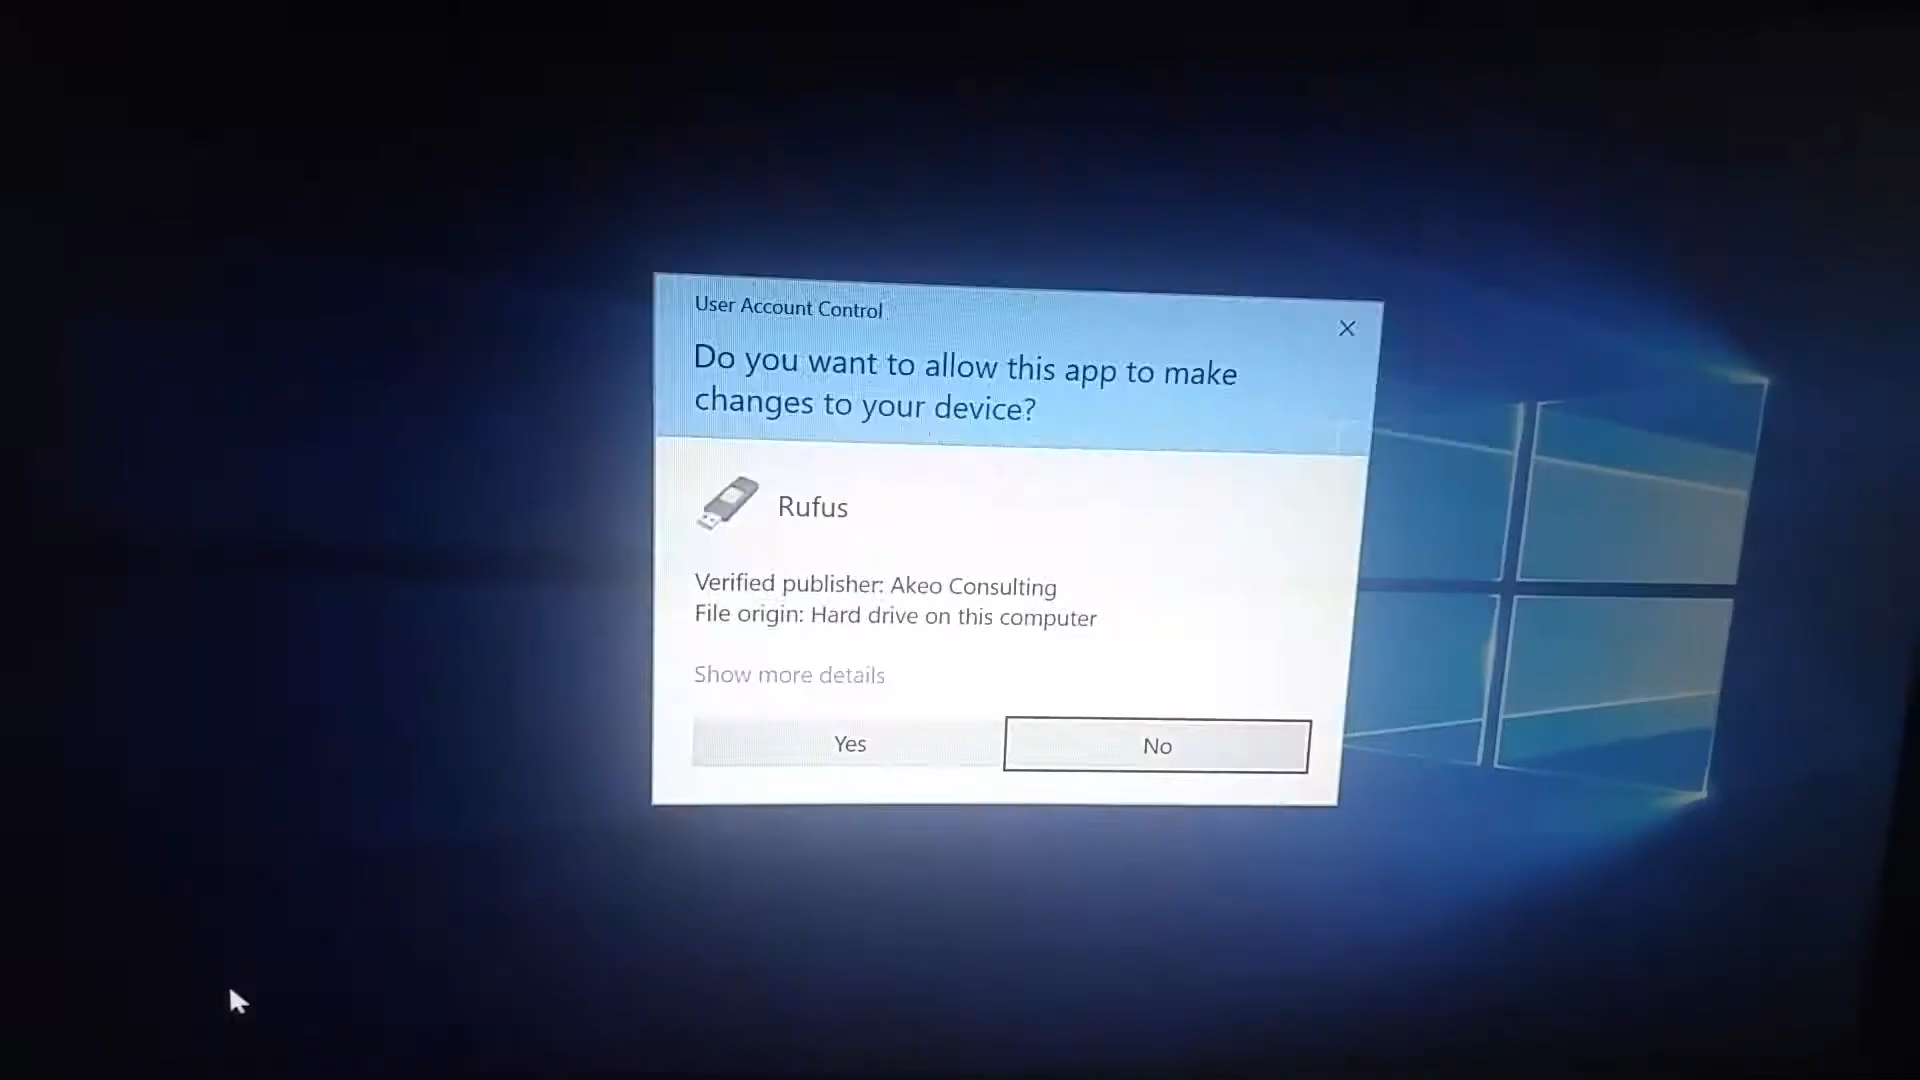 User Account Control
Do you want to allow this app to make
changes to your device?
Rufus
Verified publisher: Akeo Consulting
File origin: Hard drive on this computer
Show more details
Yes
No